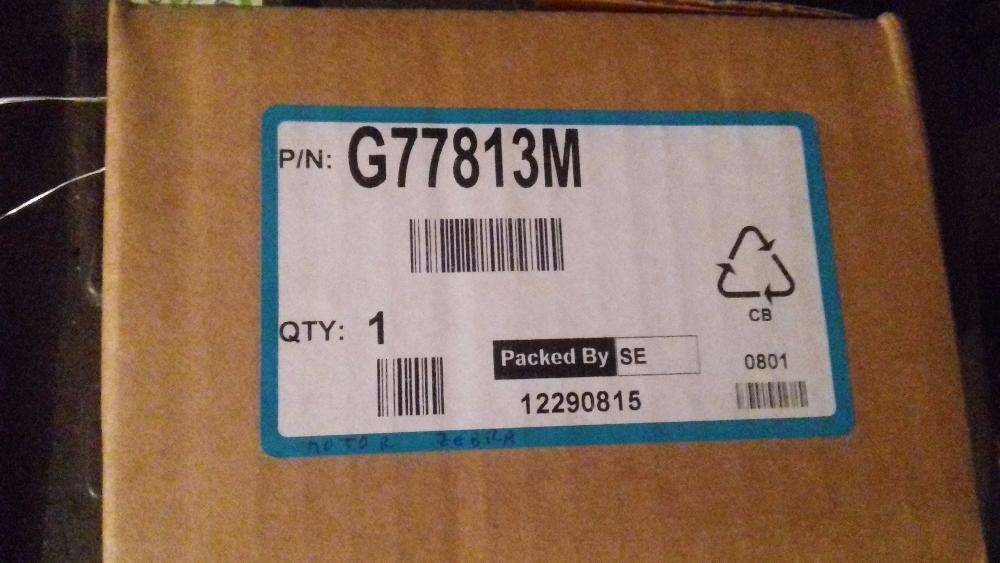 P/N: G77813M
CB
QTY: 1
Packed By SE
0801
12290815
MOTOR ZEBRA